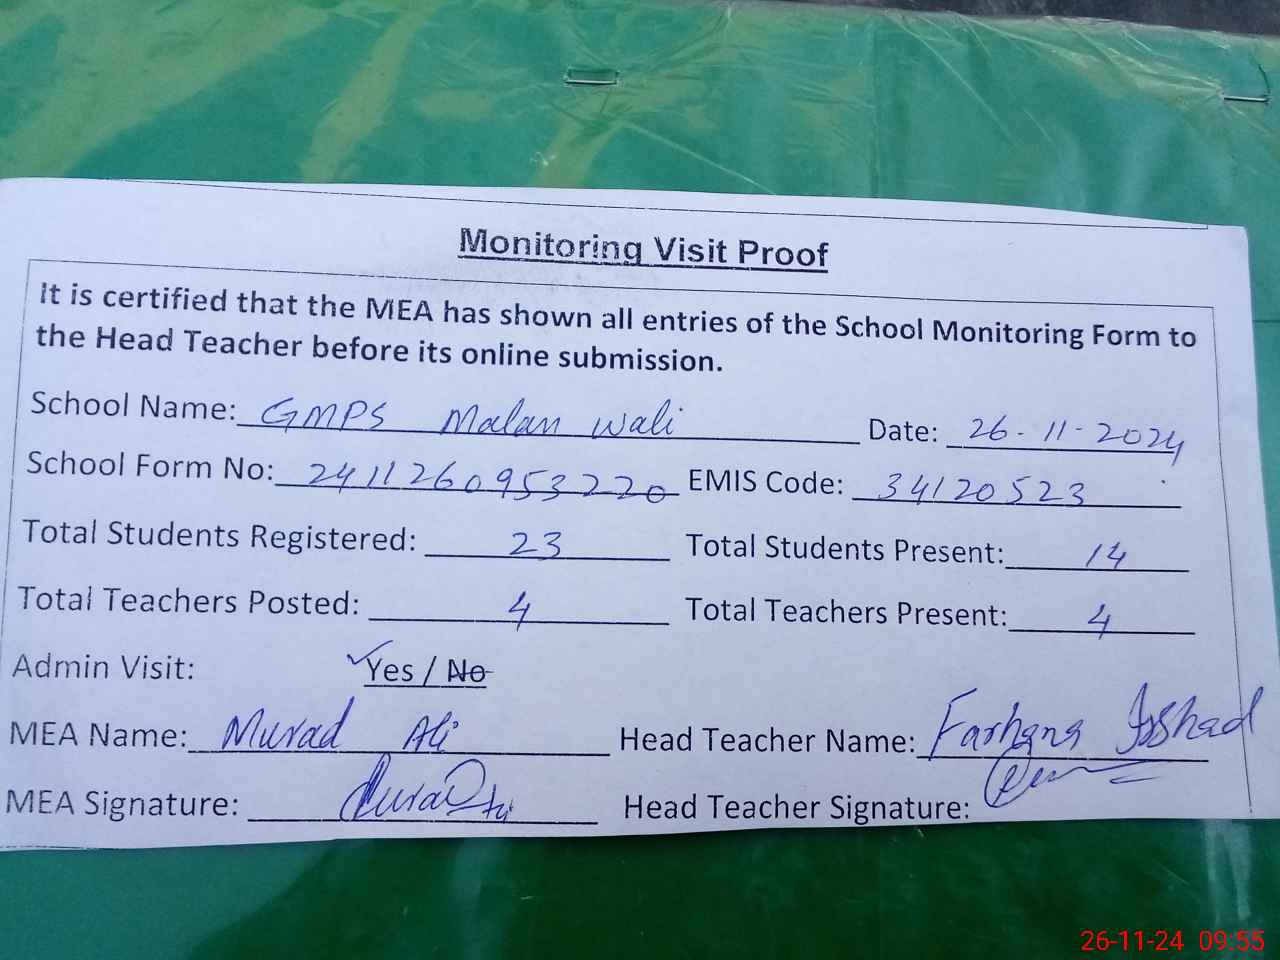 Monitoring Visit Proof
It is certified that the MEA has shown all entries of the School Monitoring Form to
the Head Teacher before its online submission.
School Name: GMPS Malan Wali Date: 26-11-2024
School Form No: 2411260953220 EMIS Code: 34120523
Total Students Registered: 23 Total Students Present: 14
Total Teachers Posted: 4 Total Teachers Present: 4
Admin Visit: Yes / No
MEA Name: Murad Ali Head Teacher Name: Farhana Irshad
MEA Signature: Head Teacher Signature:
26-11-24 09:55